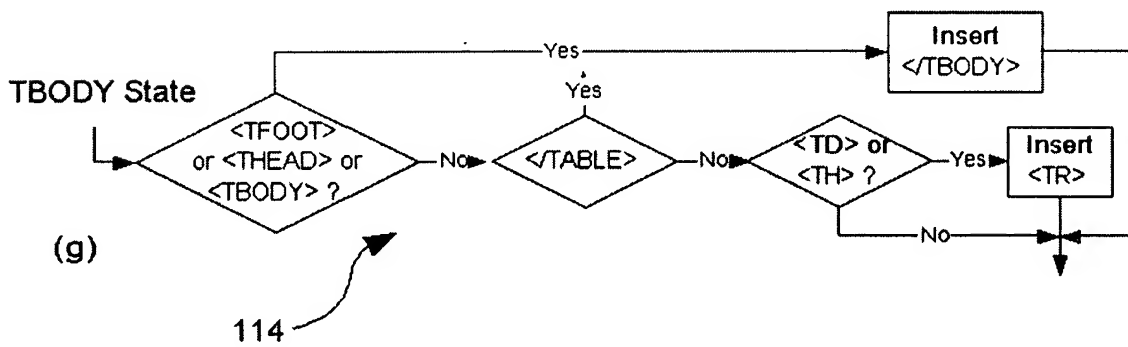 Yes
Insert
</TBODY>
TBODY State
Yes
<TFOOT>
or <THEAD> or
<TBODY> ?
No
</TABLE>
No
<TD> or
<TH> ?
Yes
Insert
<TR>
No
(g)
114